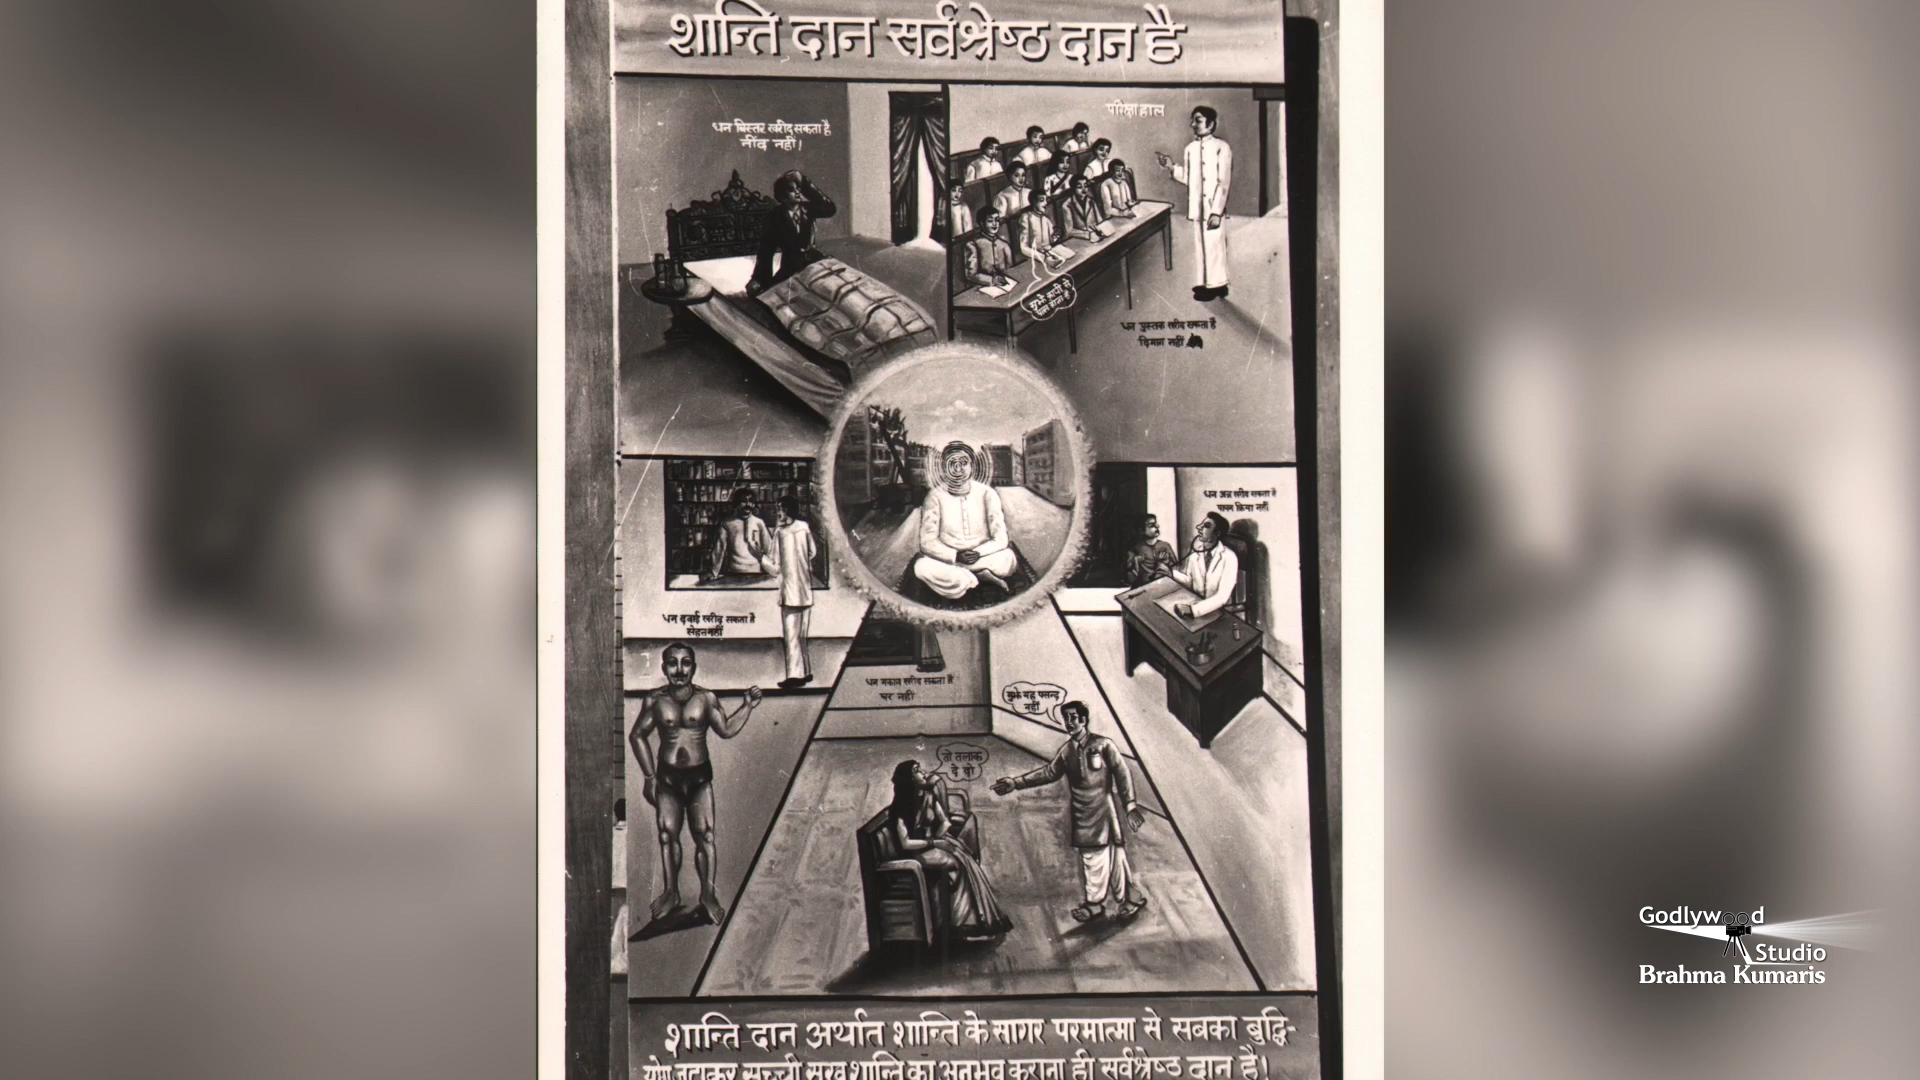 शान्ति दान सर्वश्रेष्ठ दान है
धन बिस्तर खरीद सकता है
नींद नहीं!
परिक्षा हाल
धन पुस्तक खरीद सकता है
दिमाग नहीं
धन दवाई खरीद सकता है
सेहत नहीं
धन अन्न खरीद सकता है
पाचन क्रिया नहीं
धन मकान खरीद सकता है
घर नहीं
मुझे यह पसन्द
नहीं
तो तलाक
दे दो
शान्ति दान अर्थात शान्ति के सागर परमात्मा से सबका बुद्धि-
योग जुटाकर सच्ची सुख शान्ति का अनुभव कराना ही सर्वश्रेष्ठ दान है!
Godlywood
Studio
Brahma Kumaris